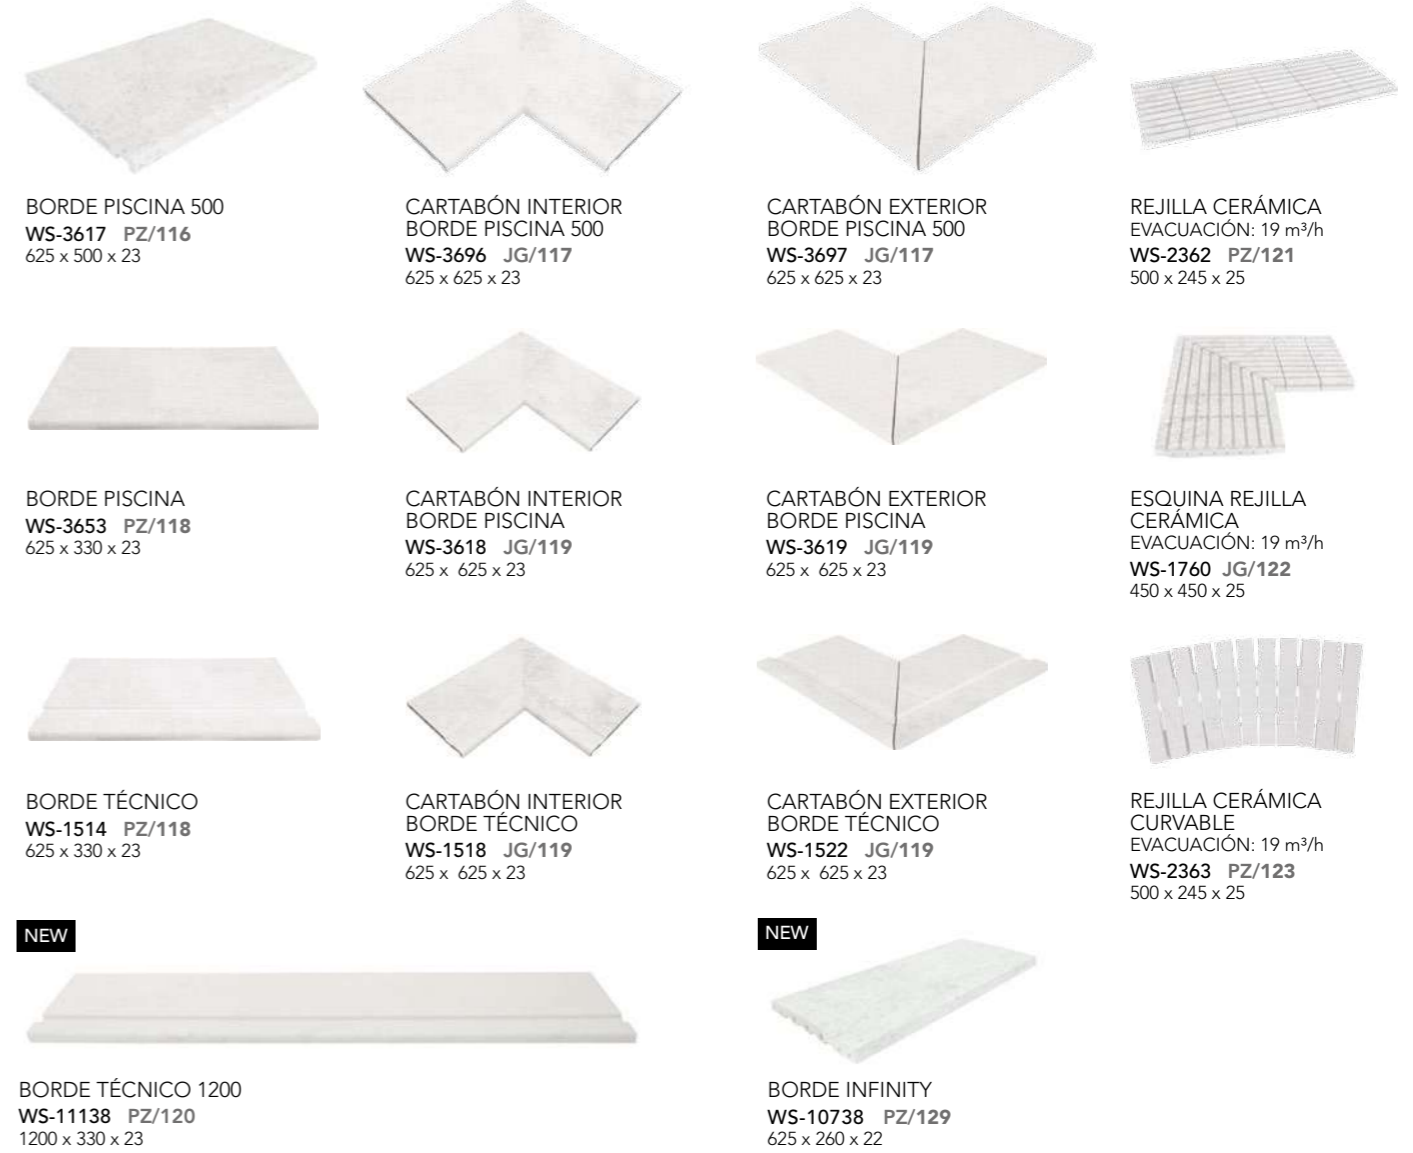 BORDE PISCINA 500
WS-3617 PZ/116
625 x 500 x 23
CARTABÓN INTERIOR
BORDE PISCINA 500
WS-3696 JG/117
625 x 625 x 23
CARTABÓN EXTERIOR
BORDE PISCINA 500
WS-3697 JG/117
625 x 625 x 23
REJILLA CERÁMICA
EVACUACIÓN: 19 m³/h
WS-2362 PZ/121
500 x 245 x 25
BORDE PISCINA
WS-3653 PZ/118
625 x 330 x 23
CARTABÓN INTERIOR
BORDE PISCINA
WS-3618 JG/119
625 x 625 x 23
CARTABÓN EXTERIOR
BORDE PISCINA
WS-3619 JG/119
625 x 625 x 23
ESQUINA REJILLA
CERÁMICA
EVACUACIÓN: 19 m³/h
WS-1760 JG/122
450 x 450 x 25
BORDE TÉCNICO
WS-1514 PZ/118
625 x 330 x 23
CARTABÓN INTERIOR
BORDE TÉCNICO
WS-1518 JG/119
625 x 625 x 23
CARTABÓN EXTERIOR
BORDE TÉCNICO
WS-1522 JG/119
625 x 625 x 23
REJILLA CERÁMICA
CURVABLE
EVACUACIÓN: 19 m³/h
WS-2363 PZ/123
500 x 245 x 25
NEW
BORDE TÉCNICO 1200
WS-11138 PZ/120
1200 x 330 x 23
NEW
BORDE INFINITY
WS-10738 PZ/129
625 x 260 x 22